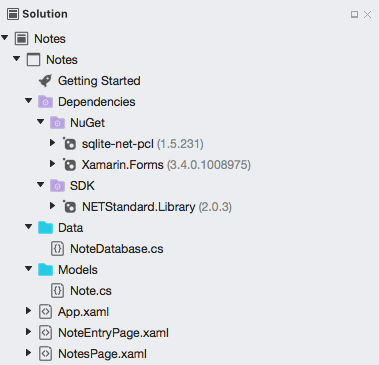 Solution
Notes
Notes
Getting Started
Dependencies
NuGet
sqlite-net-pcl (1.5.231)
Xamarin.Forms (3.4.0.1008975)
SDK
NETStandard.Library (2.0.3)
Data
NoteDatabase.cs
Models
Note.cs
App.xaml
NoteEntryPage.xaml
NotesPage.xaml